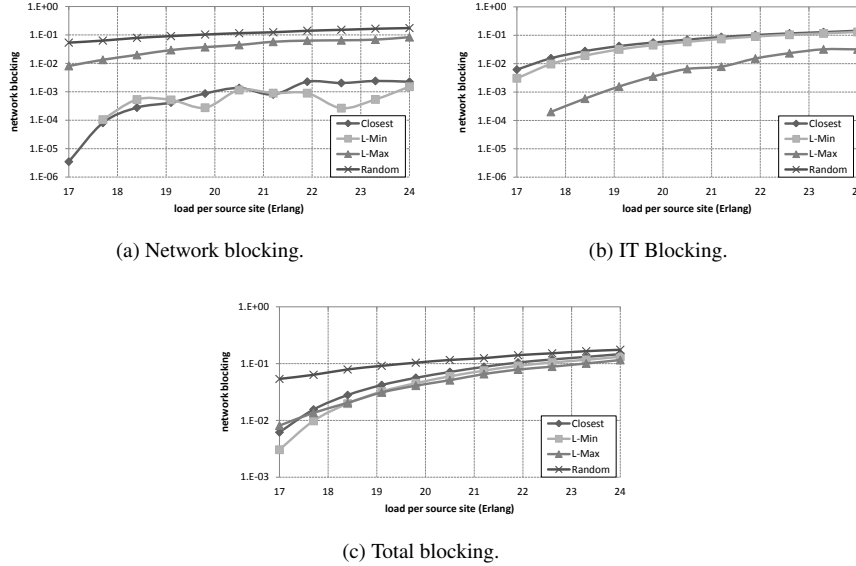 1.E+00
1.E-01
1.E-02
1.E-03
1.E-04
1.E-05
1.E-06
network blocking
17 18 19 20 21 22 23 24
load per source site (Erlang)
Closest
L-Min
L-Max
Random
(a) Network blocking.
1.E+00
1.E-01
1.E-02
1.E-03
1.E-04
1.E-05
1.E-06
network blocking
17 18 19 20 21 22 23 24
load per source site (Erlang)
Closest
L-Min
L-Max
Random
(b) IT Blocking.
1.E+00
1.E-01
1.E-02
1.E-03
network blocking
17 18 19 20 21 22 23 24
load per source site (Erlang)
Closest
L-Min
L-Max
Random
(c) Total blocking.